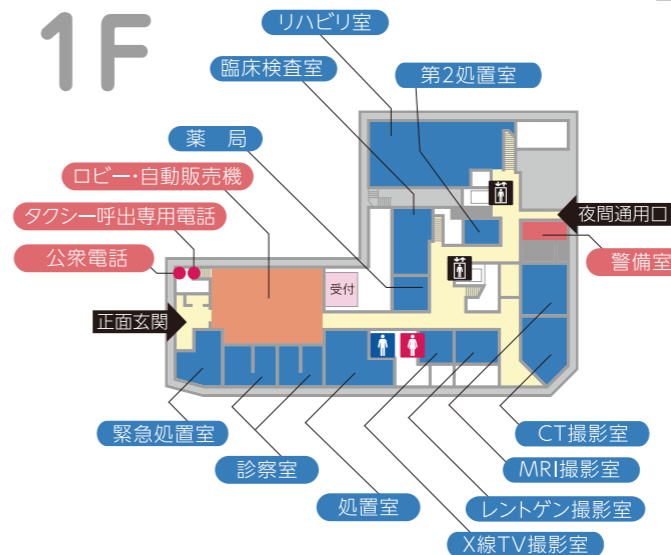 1F
リハビリ室
臨床検査室
第2処置室
薬 局
ロビー・自動販売機
タクシー呼出専用電話
公衆電話
夜間通用口
警備室
受付
正面玄関
緊急処置室
診察室
処置室
CT撮影室
MRI撮影室
レントゲン撮影室
X線TV撮影室